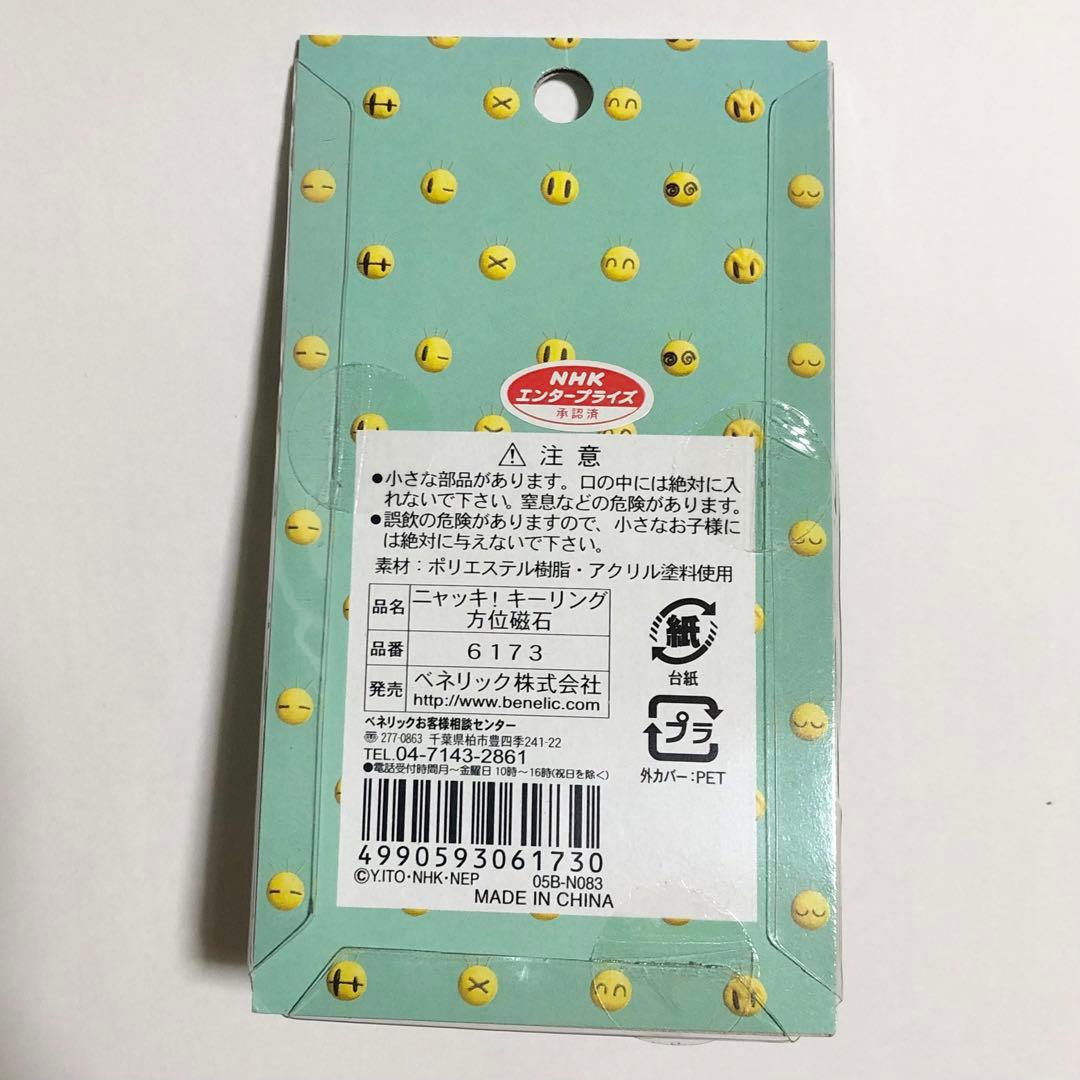 NHK
エンタープライズ
承認済
注意
●小さな部品があります。口の中には絶対に入
れないで下さい。窒息などの危険があります。
●誤飲の危険がありますので、小さなお子様に
は絶対に与えないで下さい。
素材：ポリエステル樹脂・アクリル塗料使用
品名 ニャッキ！キーリング
方位磁石
品番 6173
発売 ベネリック株式会社
http://www.benelic.com/
紙
台紙
プラ
外カバー：PET
ベネリックお客様相談センター
〠277-0863 千葉県柏市豊四季241-22
TEL.04-7143-2861
●電話受付時間月〜金曜日10時〜16時(祝日を除く)
4990593061730
©Y.ITO・NHK・NEP 05B-N083
MADE IN CHINA